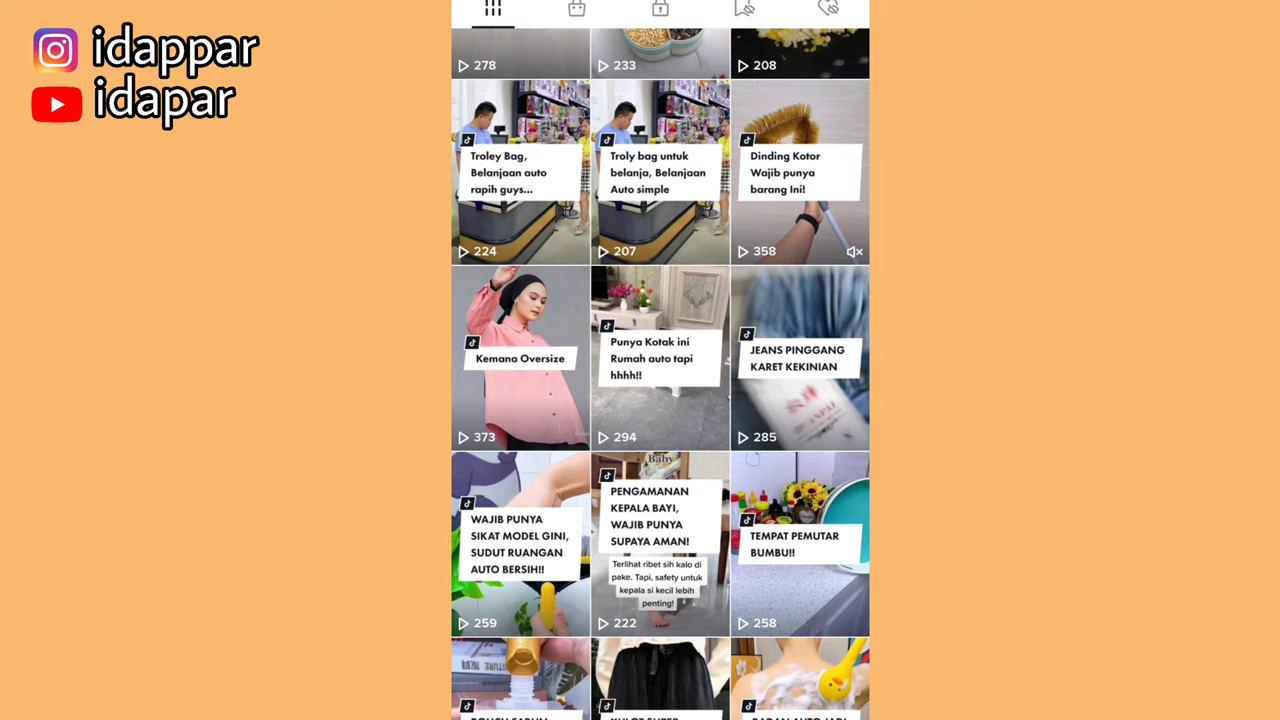 idappar
idapar
278
233
208
Troley Bag,
Belanjaan auto
rapih guys...
224
Troly bag untuk
belanja, Belanjaan
Auto simple
207
Dinding Kotor
Wajib punya
barang Ini!
358
Kemana Oversize
373
Punya Kotak ini
Rumah auto tapi
hhhh!!
294
JEANS PINGGANG
KARET KEKINIAN
285
WAJIB PUNYA
SIKAT MODEL GINI,
SUDUT RUANGAN
AUTO BERSIH!!
259
Baby
PENGAMANAN
KEPALA BAYI,
WAJIB PUNYA
SUPAYA AMAN!
Terlihat ribet sih kalo di
pake. Tapi, safety untuk
kepala si kecil lebih
penting!
222
TEMPAT PEMUTAR
BUMBU!!
258